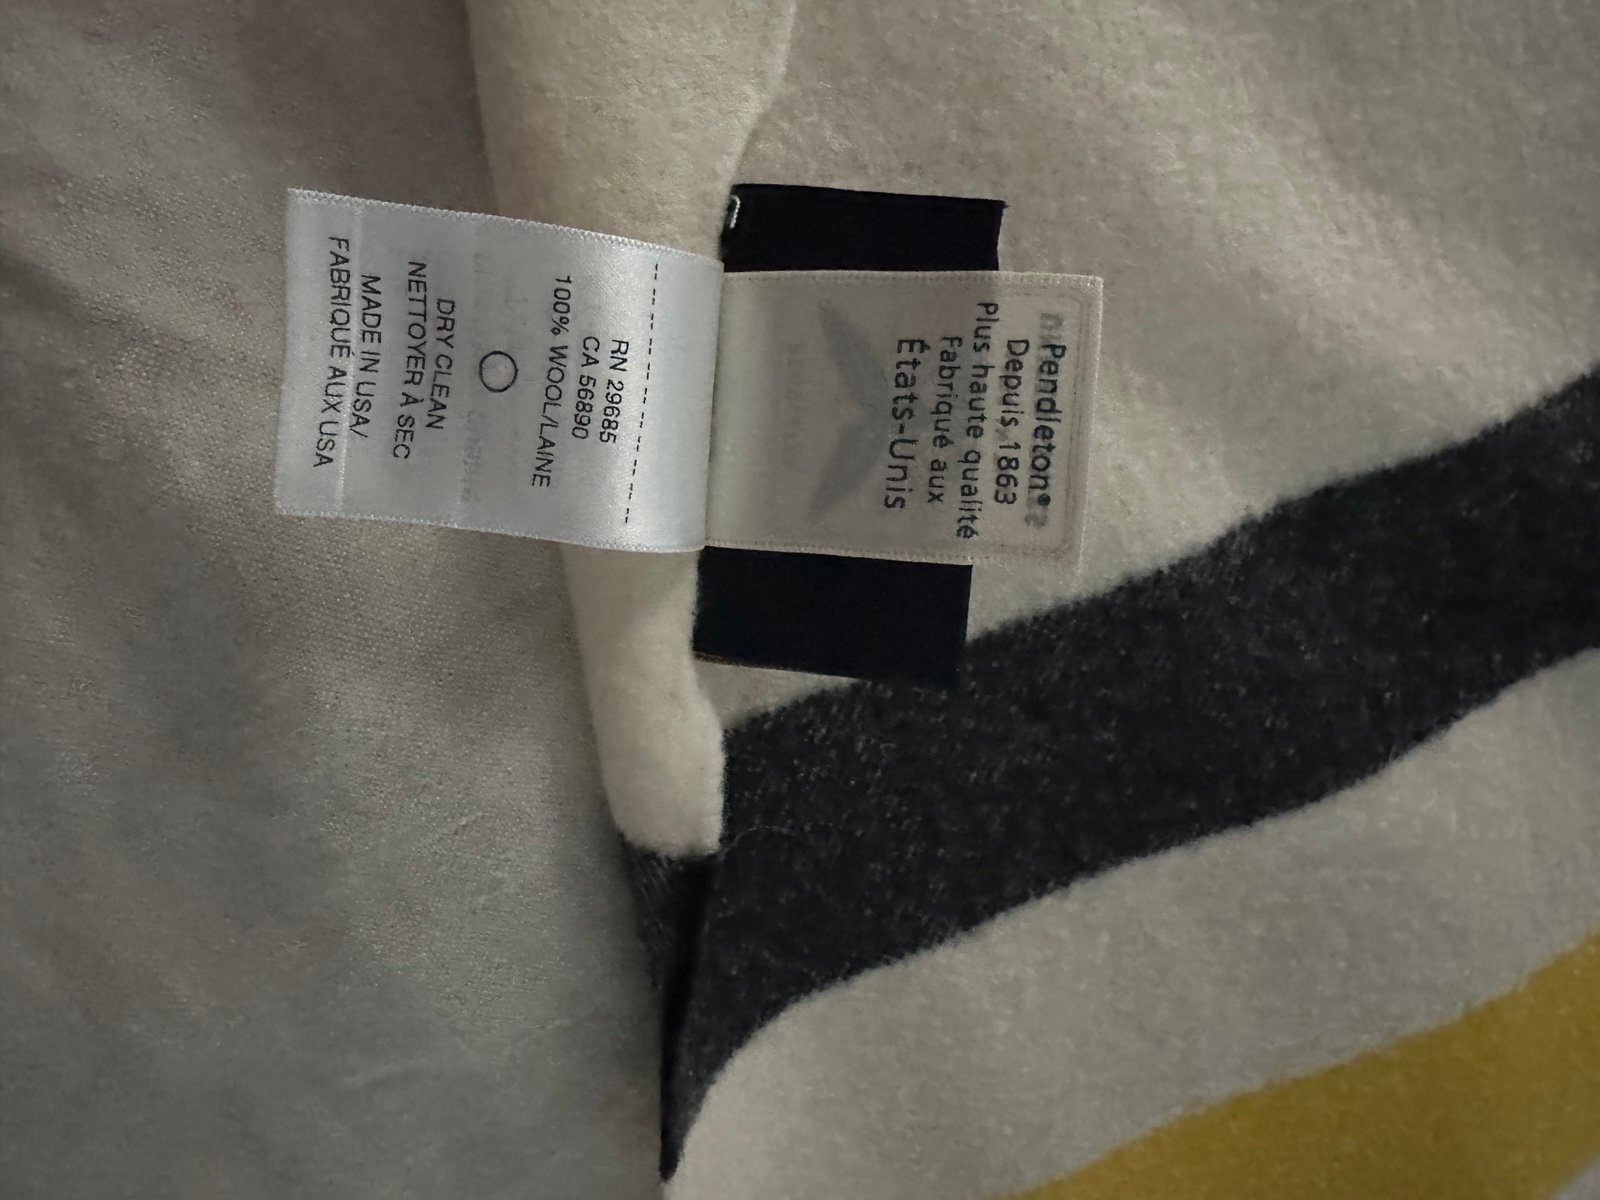 RN 29685
CA 56890
100% WOOL/LAINE
DRY CLEAN
NETTOYER À SEC
MADE IN USA/
FABRIQUÉ AUX USA
Pendleton®
Depuis 1863
Plus haute qualité
Fabriqué aux
États-Unis